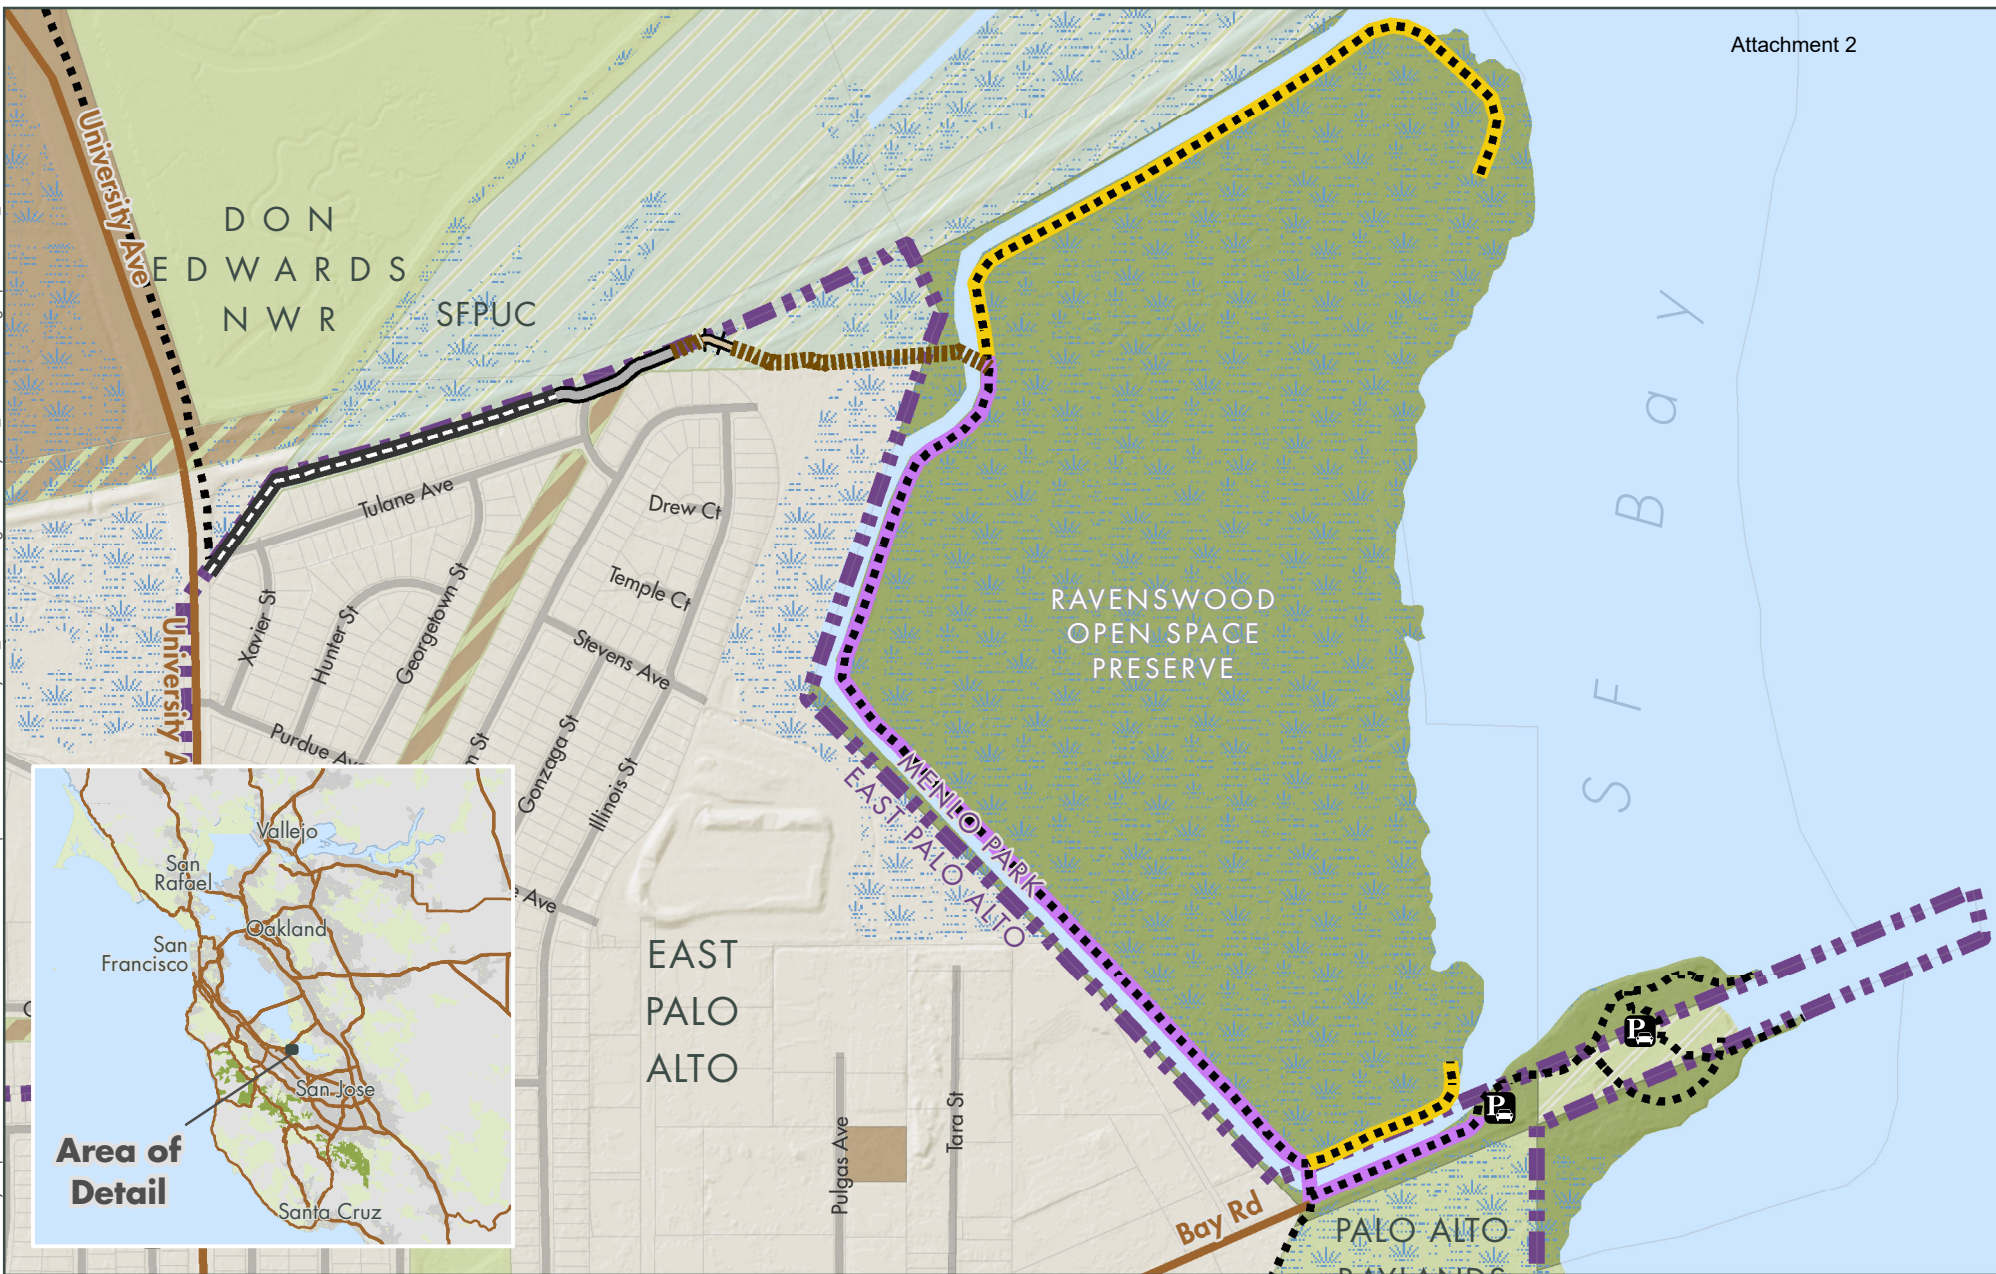 Attachment 2
University Ave
DON
EDWARDS
NWR
SFPUC
Tulane Ave
Drew Ct
Temple Ct
Stevens Ave
Xavier St
Hunter St
Georgetown St
University A
Purdue Ave
Gonzaga St
Illinois St
RAVENSWOOD
OPEN SPACE
PRESERVE
SF Bay
MENLO PARK
EAST PALO ALTO
EAST
PALO
ALTO
Ave
Pulgas Ave
Tara St
Bay Rd
P
P
PALO ALTO
BAYLANDS
Vallejo
San
Rafael
Oakland
San
Francisco
San Jose
Santa Cruz
Area of
Detail